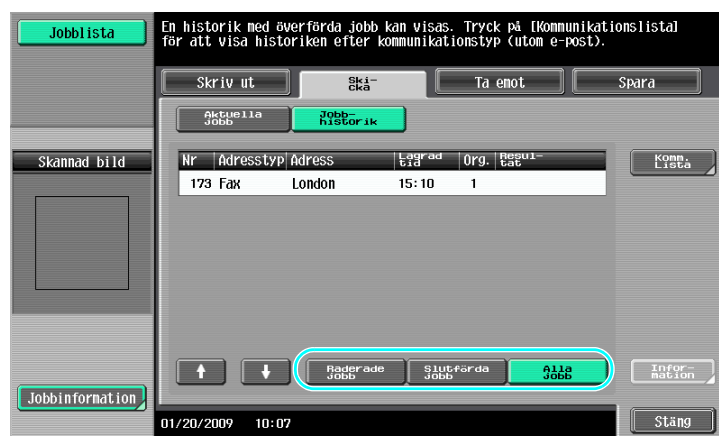 Jobblista
En historik med överförda jobb kan visas. Tryck på [Kommunikationslista]
för att visa historiken efter kommunikationstyp (utom e-post).
Skriv ut
Ski-
cka
Ta emot
Spara
Aktuella
Jobb
Jobb-
historik
Skannad bild
Nr Adresstyp Adress Lagrad
tid Org. Resul-
tat
Komm.
Lista
173 Fax London 15:10 1
Raderade
Jobb
Slutförda
Jobb
Alla
Jobb
Infor-
mation
Jobbinformation
01/20/2009 10:07
Stäng